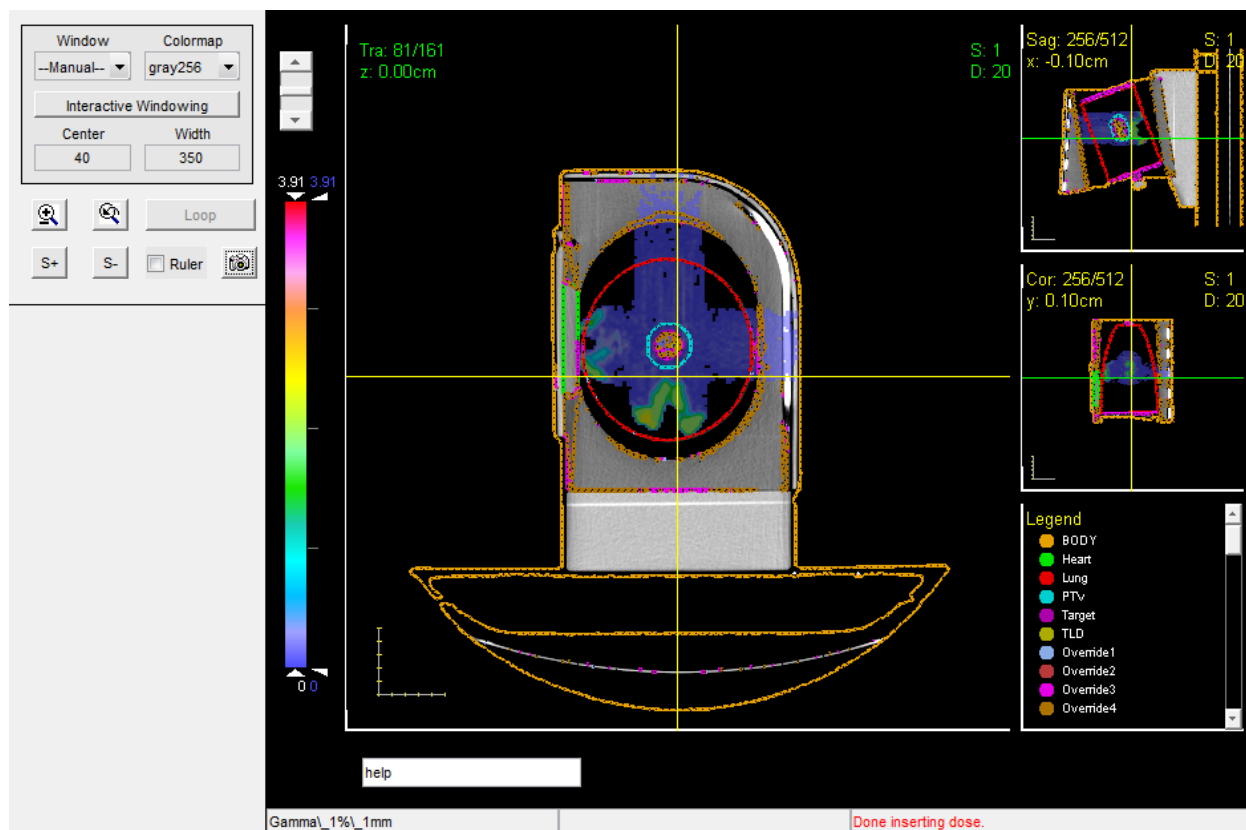 Window
Colormap
--Manual--
gray256
Interactive Windowing
Center
Width
40
350
Loop
S+
S-
Ruler
3.91 3.91
0 0
Tra: 81/161
z: 0.00cm
S: 1
D: 20
Sag: 256/512
x: -0.10cm
S: 1
D: 20
Cor: 256/512
y: 0.10cm
S: 1
D: 20
Legend
BODY
Heart
Lung
PTv
Target
TLD
Override1
Override2
Override3
Override4
help
Gamma\_1%\_1mm
Done inserting dose.